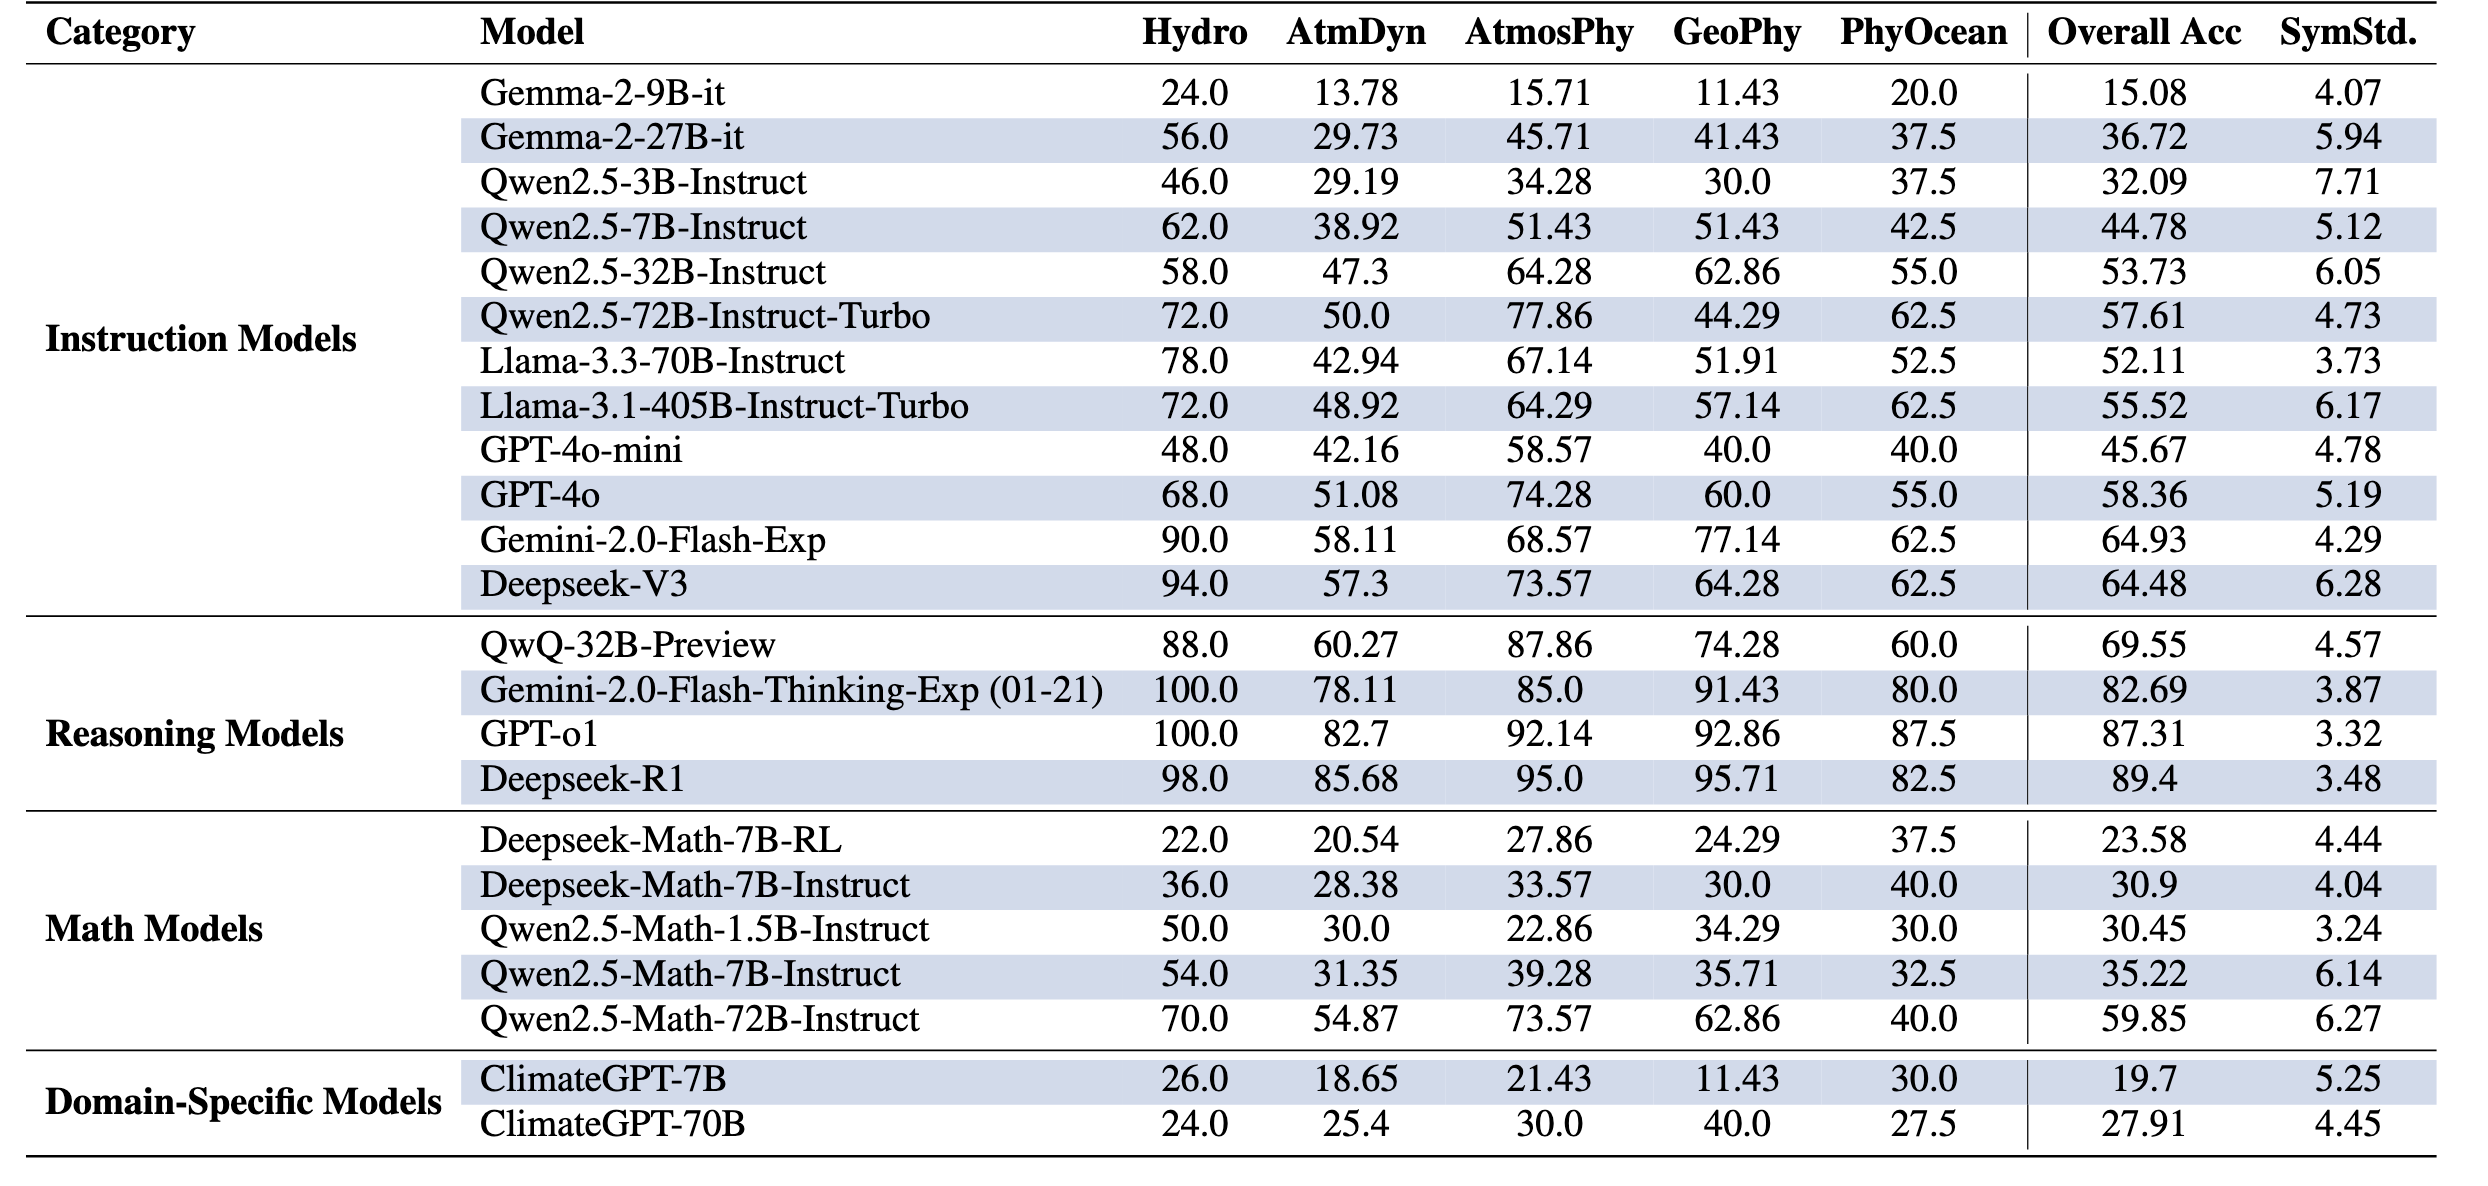 Category Model Hydro AtmDyn AtmosPhy GeoPhy PhyOcean Overall Acc SymStd.
Gemma-2-9B-it 24.0 13.78 15.71 11.43 20.0 15.08 4.07
Gemma-2-27B-it 56.0 29.73 45.71 41.43 37.5 36.72 5.94
Qwen2.5-3B-Instruct 46.0 29.19 34.28 30.0 37.5 32.09 7.71
Qwen2.5-7B-Instruct 62.0 38.92 51.43 51.43 42.5 44.78 5.12
Qwen2.5-32B-Instruct 58.0 47.3 64.28 62.86 55.0 53.73 6.05
Qwen2.5-72B-Instruct-Turbo 72.0 50.0 77.86 44.29 62.5 57.61 4.73
Instruction Models
Llama-3.3-70B-Instruct 78.0 42.94 67.14 51.91 52.5 52.11 3.73
Llama-3.1-405B-Instruct-Turbo 72.0 48.92 64.29 57.14 62.5 55.52 6.17
GPT-4o-mini 48.0 42.16 58.57 40.0 40.0 45.67 4.78
GPT-4o 68.0 51.08 74.28 60.0 55.0 58.36 5.19
Gemini-2.0-Flash-Exp 90.0 58.11 68.57 77.14 62.5 64.93 4.29
Deepseek-V3 94.0 57.3 73.57 64.28 62.5 64.48 6.28
QwQ-32B-Preview 88.0 60.27 87.86 74.28 60.0 69.55 4.57
Gemini-2.0-Flash-Thinking-Exp (01-21) 100.0 78.11 85.0 91.43 80.0 82.69 3.87
Reasoning Models GPT-o1 100.0 82.7 92.14 92.86 87.5 87.31 3.32
Deepseek-R1 98.0 85.68 95.0 95.71 82.5 89.4 3.48
Deepseek-Math-7B-RL 22.0 20.54 27.86 24.29 37.5 23.58 4.44
Deepseek-Math-7B-Instruct 36.0 28.38 33.57 30.0 40.0 30.9 4.04
Math Models Qwen2.5-Math-1.5B-Instruct 50.0 30.0 22.86 34.29 30.0 30.45 3.24
Qwen2.5-Math-7B-Instruct 54.0 31.35 39.28 35.71 32.5 35.22 6.14
Qwen2.5-Math-72B-Instruct 70.0 54.87 73.57 62.86 40.0 59.85 6.27
ClimateGPT-7B 26.0 18.65 21.43 11.43 30.0 19.7 5.25
Domain-Specific Models
ClimateGPT-70B 24.0 25.4 30.0 40.0 27.5 27.91 4.45